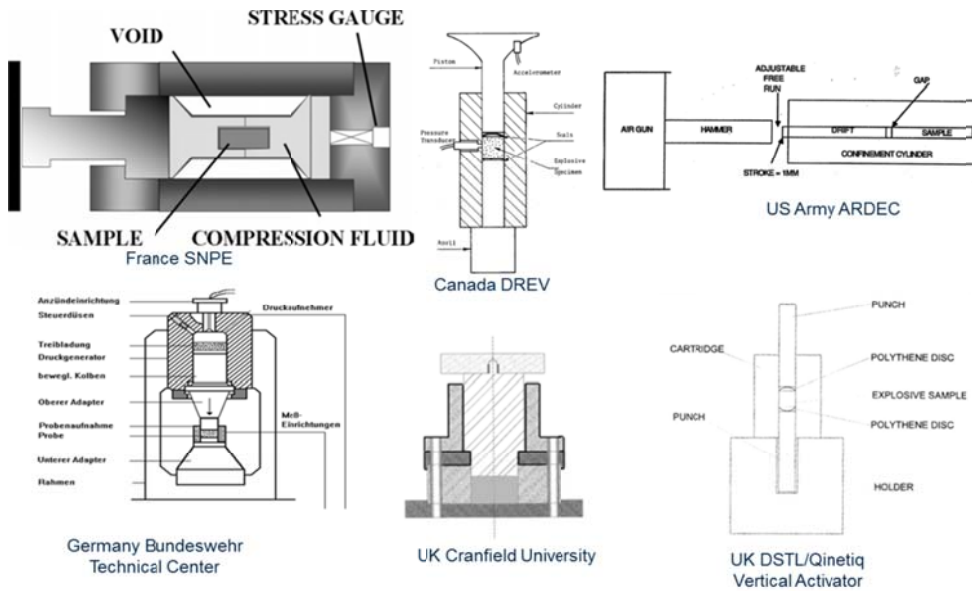 STRESS GAUGE
VOID
SAMPLE
COMPRESSION FLUID
France SNPE
Piston
Accelerometer
Cylinder
Pressure
Transducer
Seals
Explosive
Specimen
Anvil
Canada DREV
ADJUSTABLE
FREE
RUN
GAP
AIR GUN
HAMMER
DRIFT
SAMPLE
CONFINEMENT CYLINDER
STROKE = 1MM
US Army ARDEC
Anzündeinrichtung
Steuerdüsen
Treibladung
Druckgenerator
bewegl. Kolben
Oberer Adapter
Probenaufnahme
Probe
Unterer Adapter
Rahmen
Druckaufnehmer
Meß-
Einrichtungen
Germany Bundeswehr
Technical Center
UK Cranfield University
PUNCH
CARTRIDGE
POLYTHENE DISC
EXPLOSIVE SAMPLE
PUNCH
POLYTHENE DISC
HOLDER
UK DSTL/Qinetiq
Vertical Activator